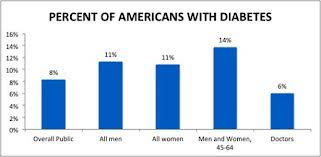 PERCENT OF AMERICANS WITH DIABETES
16%
14%
12%
10%
8%
6%
4%
2%
0%
8%
11%
11%
14%
6%
Overall Public
All men
All women
Men and Women,
45-64
Doctors